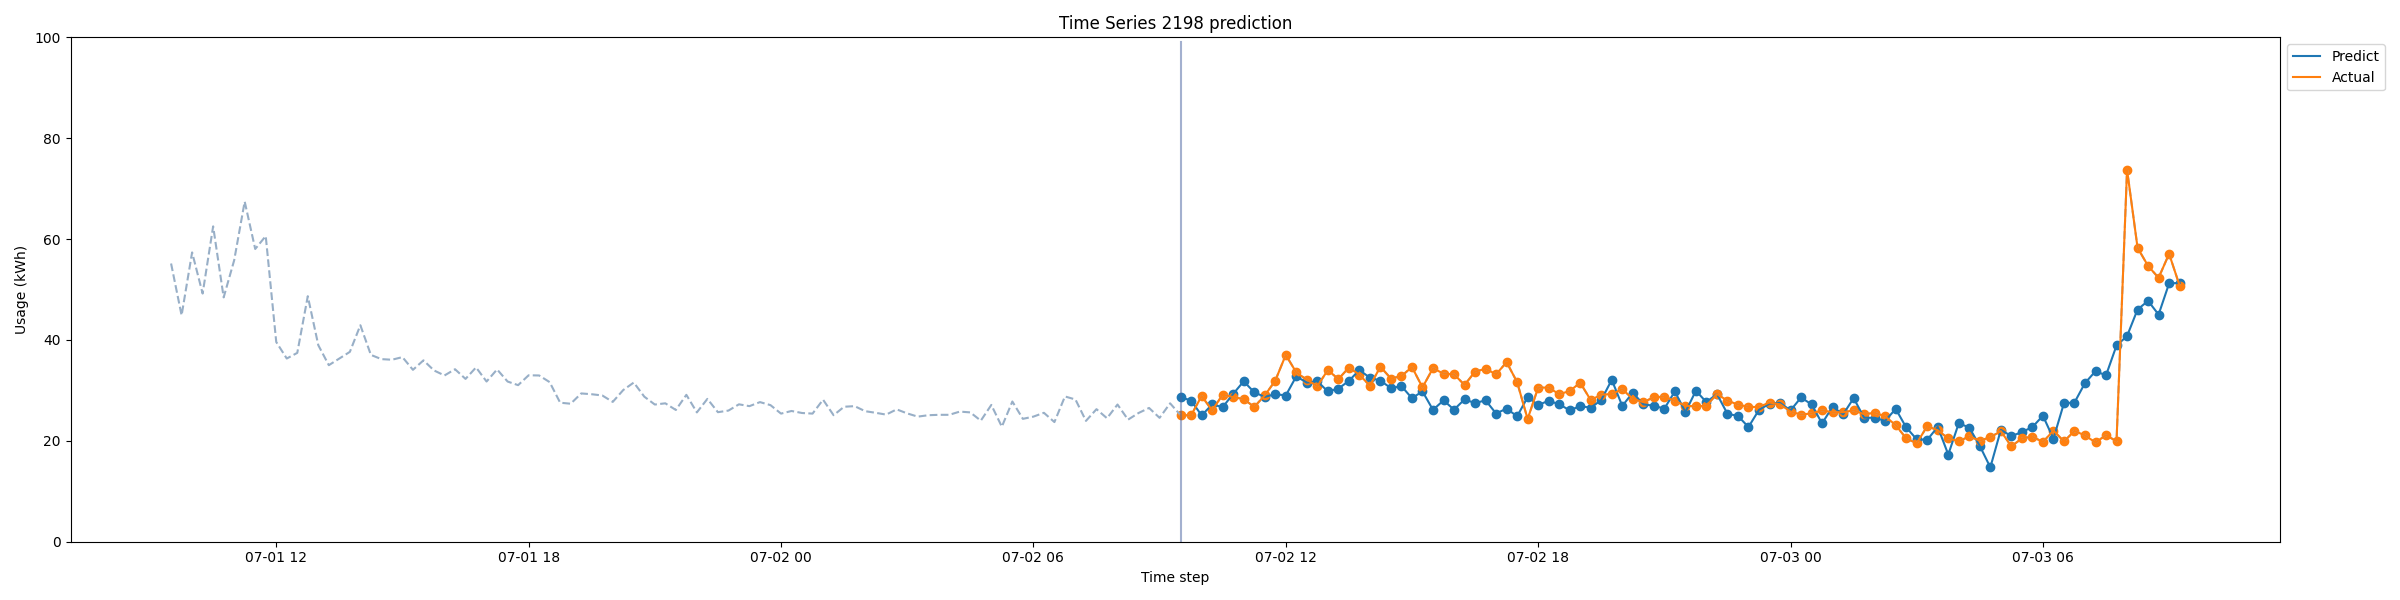 Time Series 2198 prediction
100
80
60
40
20
0
Usage (kWh)
07-01 12
07-01 18
07-02 00
07-02 06
07-02 12
07-02 18
07-03 00
07-03 06
Time step
Predict
Actual